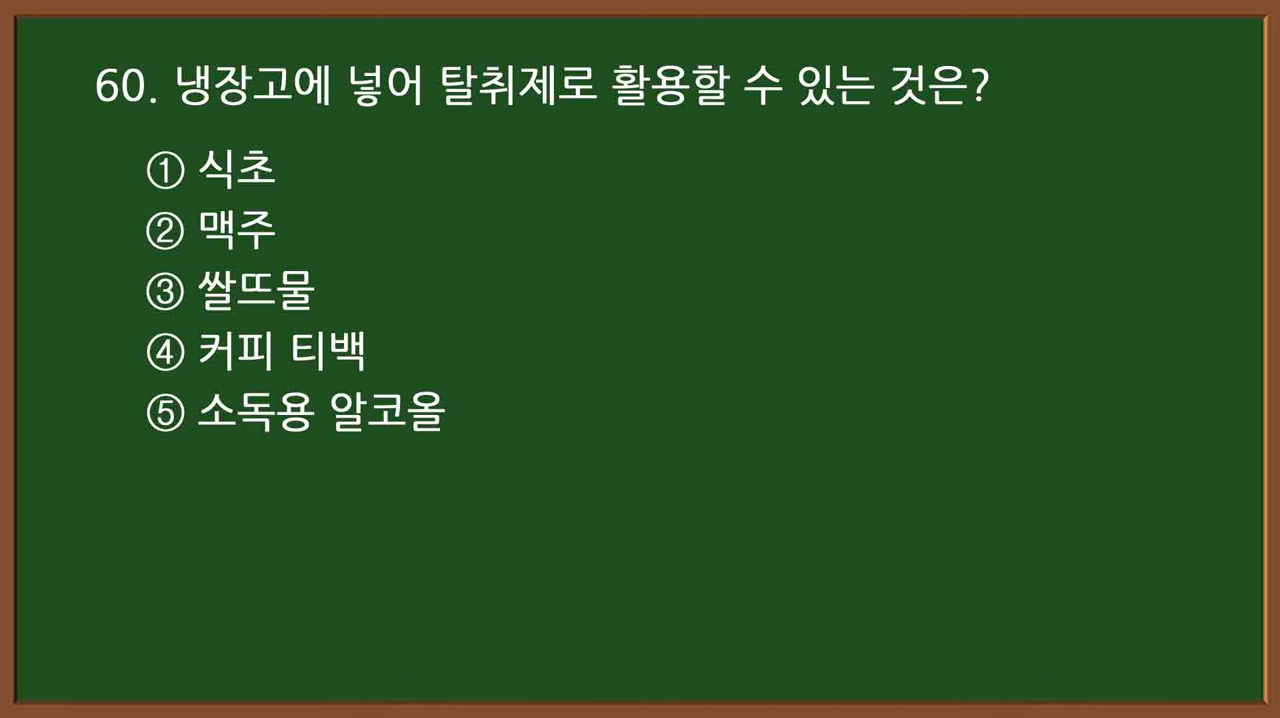 60. 냉장고에 넣어 탈취제로 활용할 수 있는 것은?
① 식초
② 맥주
③ 쌀뜨물
④ 커피 티백
⑤ 소독용 알코올